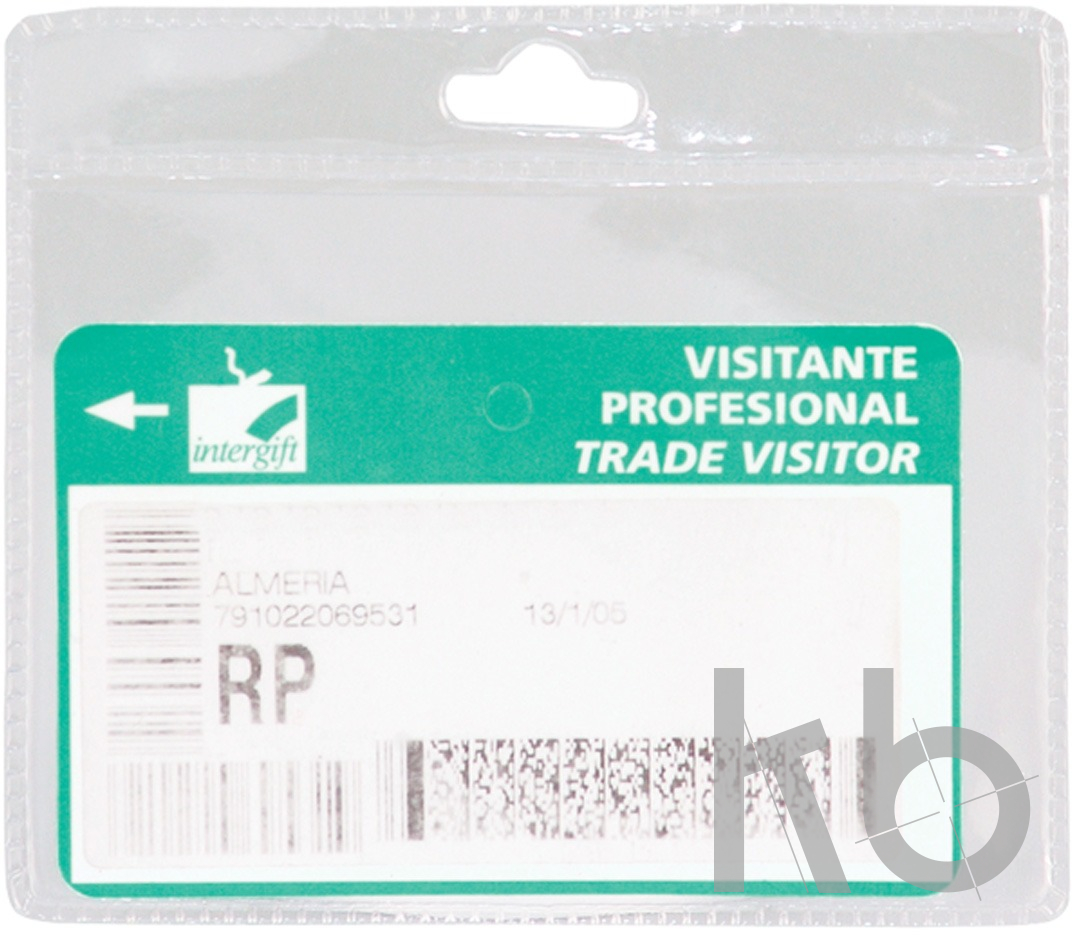 VISITANTE
PROFESIONAL
TRADE VISITOR
intergift
ALMERIA
791022069531 13/1/05
RP